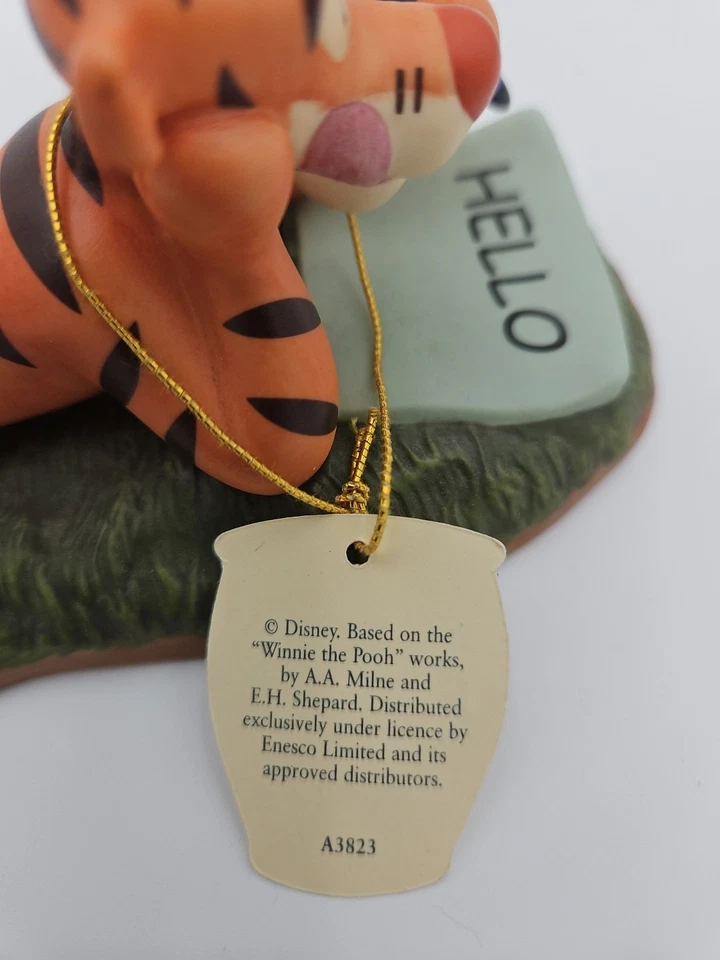 HELLO
© Disney. Based on the
"Winnie the Pooh" works,
by A.A. Milne and
E.H. Shepard. Distributed
exclusively under licence by
Enesco Limited and its
approved distributors.
A3823